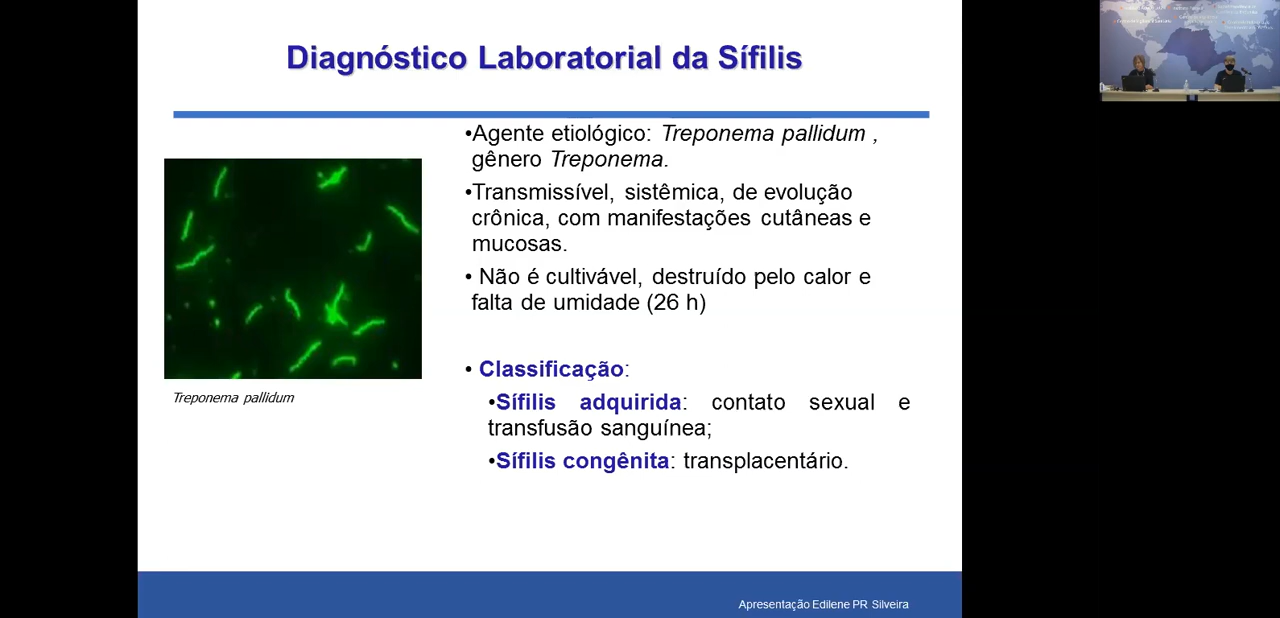 Diagnóstico Laboratorial da Sífilis
•Agente etiológico: Treponema pallidum ,
gênero Treponema.
•Transmissível, sistêmica, de evolução
crônica, com manifestações cutâneas e
mucosas.
• Não é cultivável, destruído pelo calor e
falta de umidade (26 h)
Treponema pallidum
• Classificação:
•Sífilis adquirida: contato sexual e
transfusão sanguínea;
•Sífilis congênita: transplacentário.
Apresentação Edilene PR Silveira